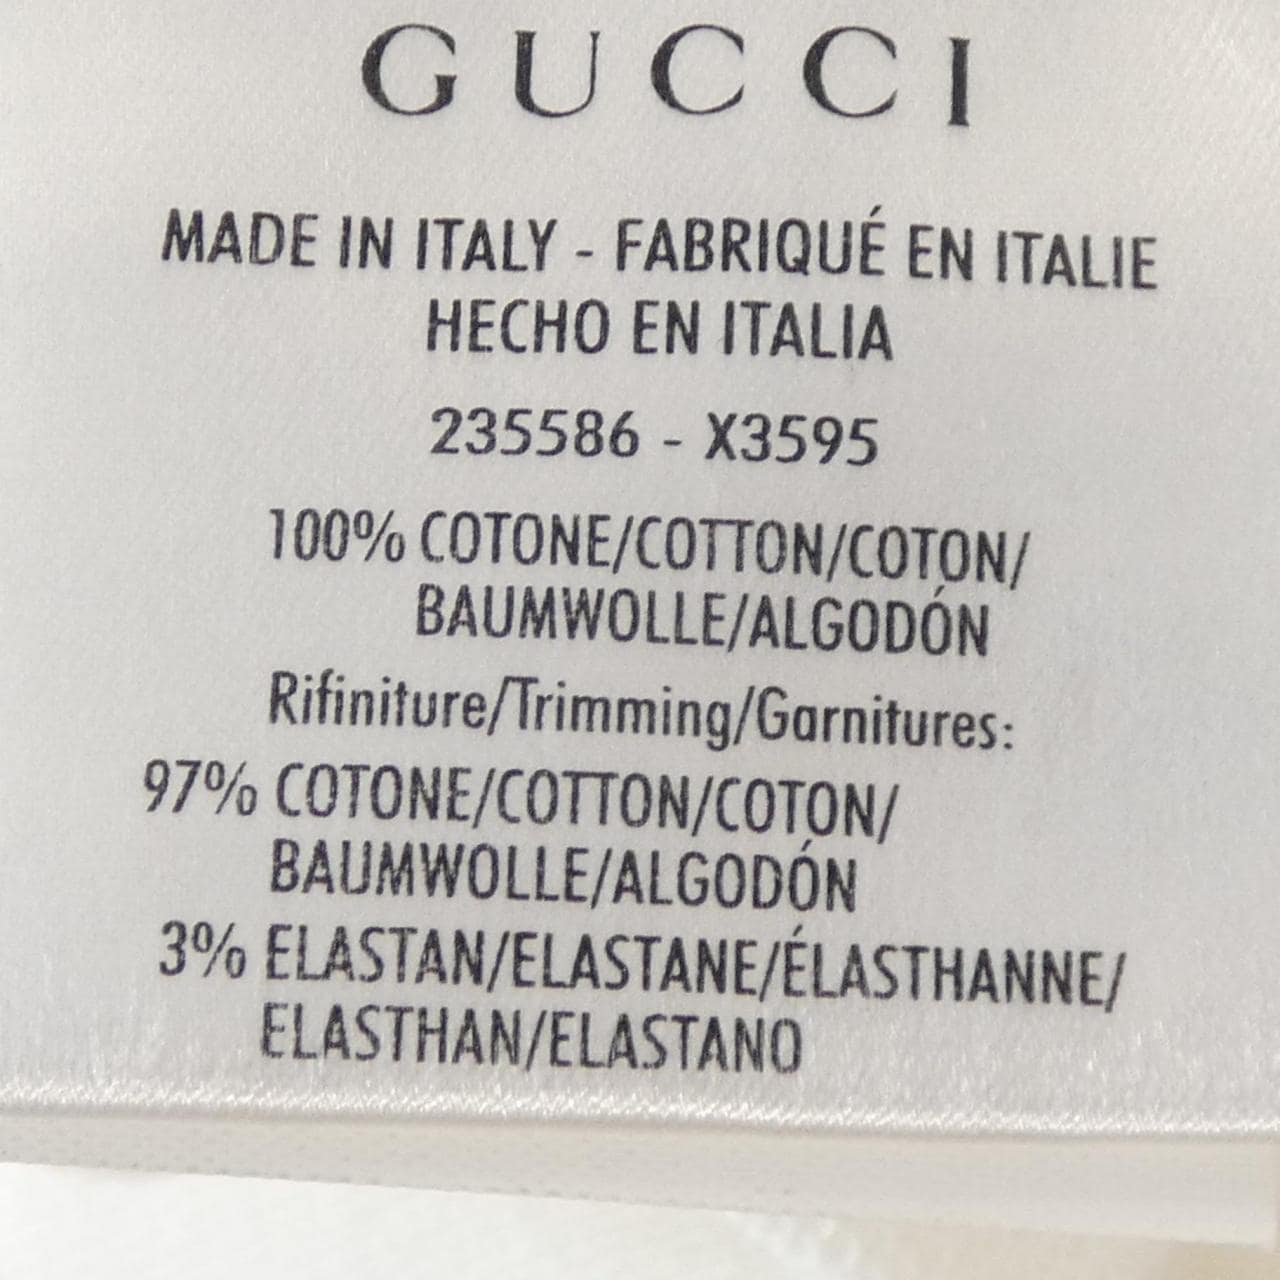 GUCCI
MADE IN ITALY - FABRIQUÉ EN ITALIE
HECHO EN ITALIA
235586 - X3595
100% COTONE/COTTON/COTON/
BAUMWOLLE/ALGODÓN
Rifiniture/Trimming/Garnitures:
97% COTONE/COTTON/COTON/
BAUMWOLLE/ALGODÓN
3% ELASTAN/ELASTANE/ÉLASTHANNE/
ELASTHAN/ELASTANO